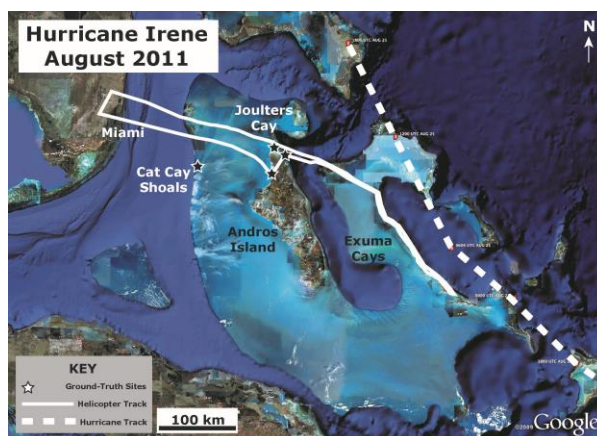 Hurricane Irene
August 2011
N
Joulters
Cay
Miami
Cat Cay
Shoals
Andros
Island
Exuma
Cays
KEY
Ground-Truth Sites
Helicopter Track
Hurricane Track
100 km
©2009 Google